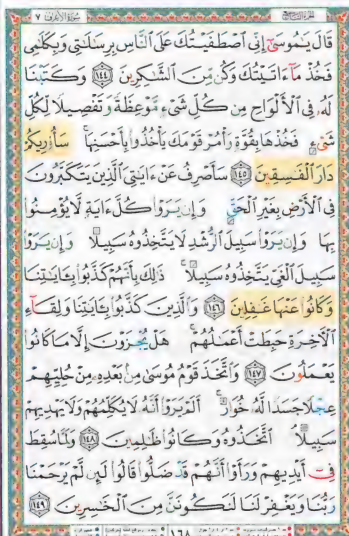 الجزء التاسع سورة الأعراف ٧
قَالَ يَٰمُوسَىٰٓ إِنِّي ٱصۡطَفَيۡتُكَ عَلَى ٱلنَّاسِ بِرِسَٰلَٰتِي وَبِكَلَٰمِي
فَخُذۡ مَآ ءَاتَيۡتُكَ وَكُن مِّنَ ٱلشَّٰكِرِينَ ١٤٤ وَكَتَبۡنَا
لَهُۥ فِي ٱلۡأَلۡوَاحِ مِن كُلِّ شَيۡءٖ مَّوۡعِظَةٗ وَتَفۡصِيلٗا لِّكُلِّ
شَيۡءٖ فَخُذۡهَا بِقُوَّةٖ وَأۡمُرۡ قَوۡمَكَ يَأۡخُذُواْ بِأَحۡسَنِهَاۚ سَأُوْرِيكُمۡ
دَارَ ٱلۡفَٰسِقِينَ ١٤٥ سَأَصۡرِفُ عَنۡ ءَايَٰتِيَ ٱلَّذِينَ يَتَكَبَّرُونَ
فِي ٱلۡأَرۡضِ بِغَيۡرِ ٱلۡحَقِّ وَإِن يَرَوۡاْ كُلَّ ءَايَةٖ لَّا يُؤۡمِنُواْ
بِهَا وَإِن يَرَوۡاْ سَبِيلَ ٱلرُّشۡدِ لَا يَتَّخِذُوهُ سَبِيلٗا وَإِن يَرَوۡاْ
سَبِيلَ ٱلۡغَيِّ يَتَّخِذُوهُ سَبِيلٗاۚ ذَٰلِكَ بِأَنَّهُمۡ كَذَّبُواْ بِـَٔايَٰتِنَا
وَكَانُواْ عَنۡهَا غَٰفِلِينَ ١٤٦ وَٱلَّذِينَ كَذَّبُواْ بِـَٔايَٰتِنَا وَلِقَآءِ
ٱلۡأٓخِرَةِ حَبِطَتۡ أَعۡمَٰلُهُمۡۚ هَلۡ يُجۡزَوۡنَ إِلَّا مَا كَانُواْ
يَعۡمَلُونَ ١٤٧ وَٱتَّخَذَ قَوۡمُ مُوسَىٰ مِنۢ بَعۡدِهِۦ مِنۡ حُلِيِّهِمۡ
عِجۡلٗا جَسَدٗا لَّهُۥ خُوَارٌۚ أَلَمۡ يَرَوۡاْ أَنَّهُۥ لَا يُكَلِّمُهُمۡ وَلَا يَهۡدِيهِمۡ
سَبِيلًاۘ ٱتَّخَذُوهُ وَكَانُواْ ظَٰلِمِينَ ١٤٨ وَلَمَّا سُقِطَ
فِيٓ أَيۡدِيهِمۡ وَرَأَوۡاْ أَنَّهُمۡ قَدۡ ضَلُّواْ قَالُواْ لَئِن لَّمۡ يَرۡحَمۡنَا
رَبُّنَا وَيَغۡفِرۡ لَنَا لَنَكُونَنَّ مِنَ ٱلۡخَٰسِرِينَ ١٤٩
١٦٨